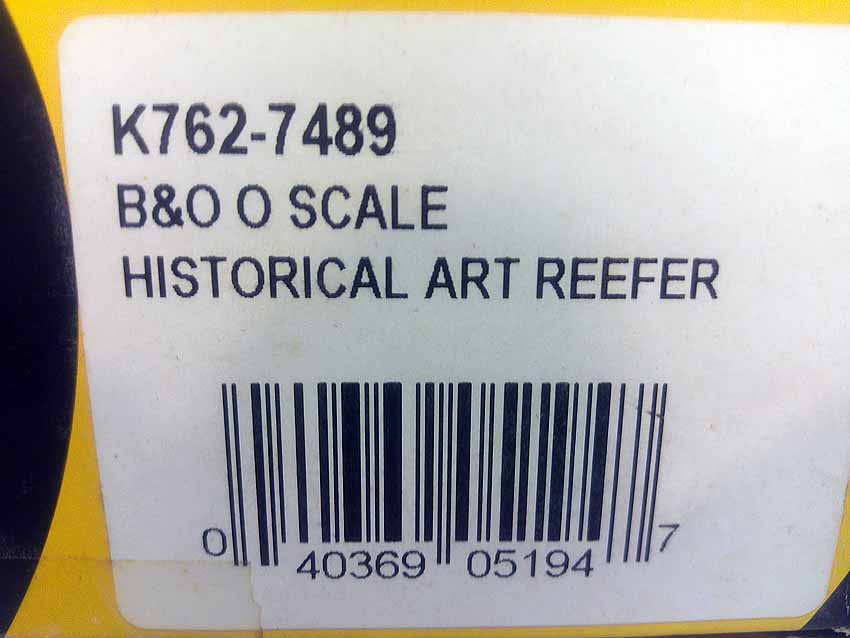 K762-7489
B&O O SCALE
HISTORICAL ART REEFER
0 40369 05194 7